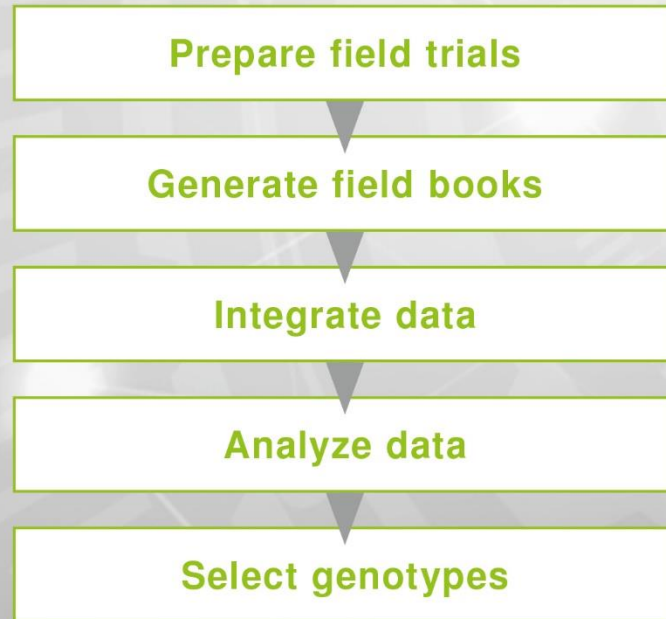 Prepare field trials
Generate field books
Integrate data
Analyze data
Select genotypes